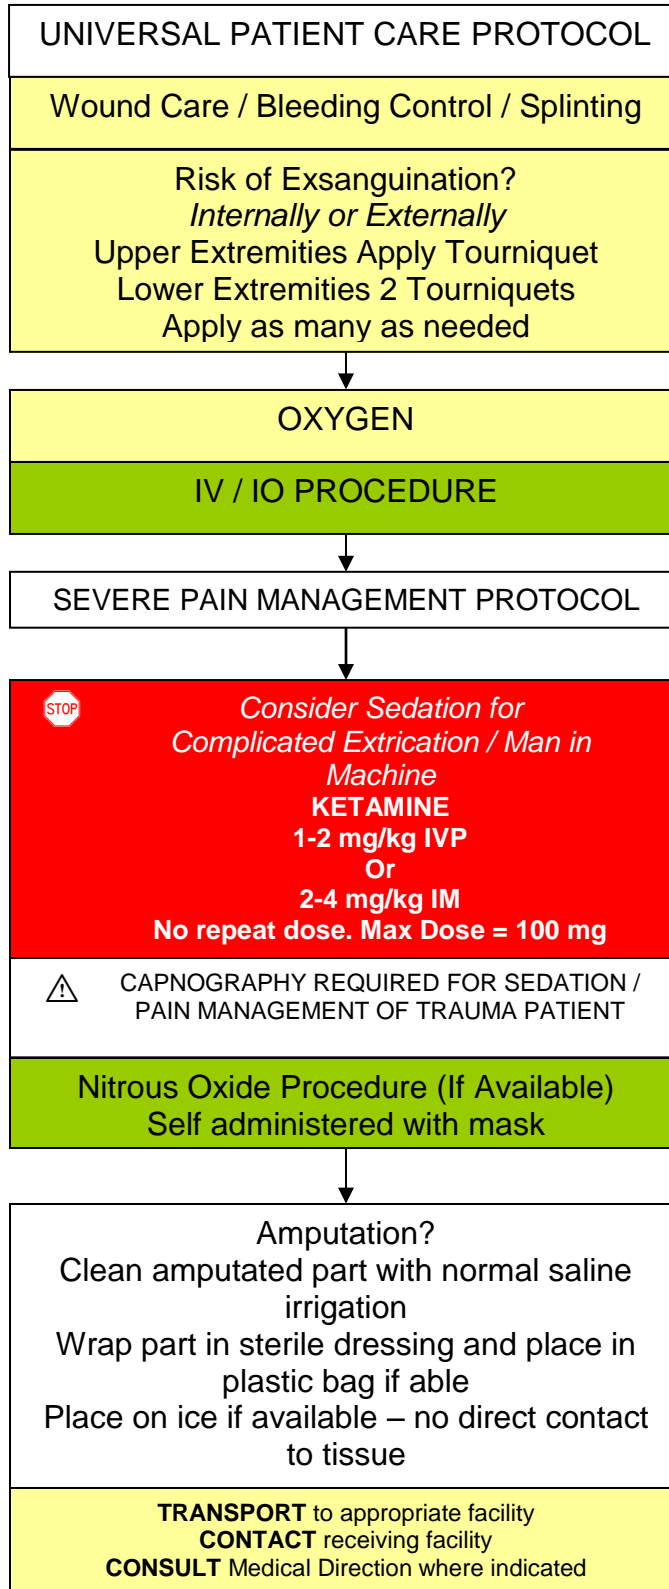 UNIVERSAL PATIENT CARE PROTOCOL
Wound Care / Bleeding Control / Splinting
Risk of Exsanguination?
Internally or Externally
Upper Extremities Apply Tourniquet
Lower Extremities 2 Tourniquets
Apply as many as needed
OXYGEN
IV / IO PROCEDURE
SEVERE PAIN MANAGEMENT PROTOCOL
STOP
Consider Sedation for
Complicated Extrication / Man in
Machine
KETAMINE
1-2 mg/kg IVP
Or
2-4 mg/kg IM
No repeat dose. Max Dose = 100 mg
CAPNOGRAPHY REQUIRED FOR SEDATION /
PAIN MANAGEMENT OF TRAUMA PATIENT
Nitrous Oxide Procedure (If Available)
Self administered with mask
Amputation?
Clean amputated part with normal saline
irrigation
Wrap part in sterile dressing and place in
plastic bag if able
Place on ice if available – no direct contact
to tissue
TRANSPORT to appropriate facility
CONTACT receiving facility
CONSULT Medical Direction where indicated